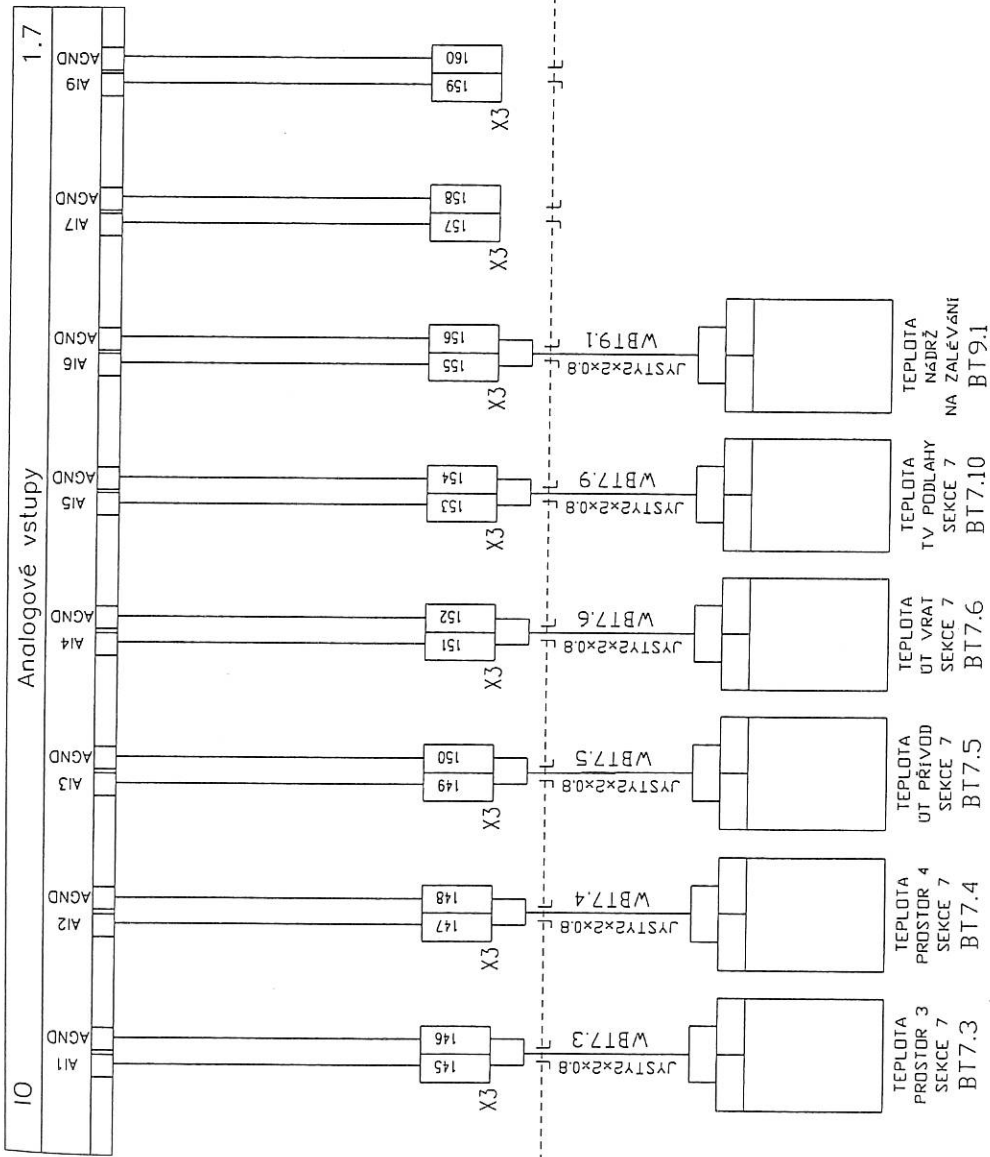 IO
Analogové vstupy
1.7
AI1
AGND
AI2
AGND
AI3
AGND
AI4
AGND
AI5
AGND
AI6
AGND
AI7
AGND
AI9
AGND
145
146
X3
147
148
X3
149
150
X3
151
152
X3
153
154
X3
155
156
X3
157
158
X3
159
160
X3
JYSTY2x2x0.8
WBT7.3
JYSTY2x2x0.8
WBT7.4
JYSTY2x2x0.8
WBT7.5
JYSTY2x2x0.8
WBT7.6
JYSTY2x2x0.8
WBT7.9
JYSTY2x2x0.8
WBT9.1
TEPLOTA
PROSTOR 3
SEKCE 7
BT7.3
TEPLOTA
PROSTOR 4
SEKCE 7
BT7.4
TEPLOTA
ÚT PŘÍVOD
SEKCE 7
BT7.5
TEPLOTA
ÚT VRAT
SEKCE 7
BT7.6
TEPLOTA
TV PODLAHY
SEKCE 7
BT7.10
TEPLOTA
NáDRŽ
NA ZALÉVÁNÍ
BT9.1